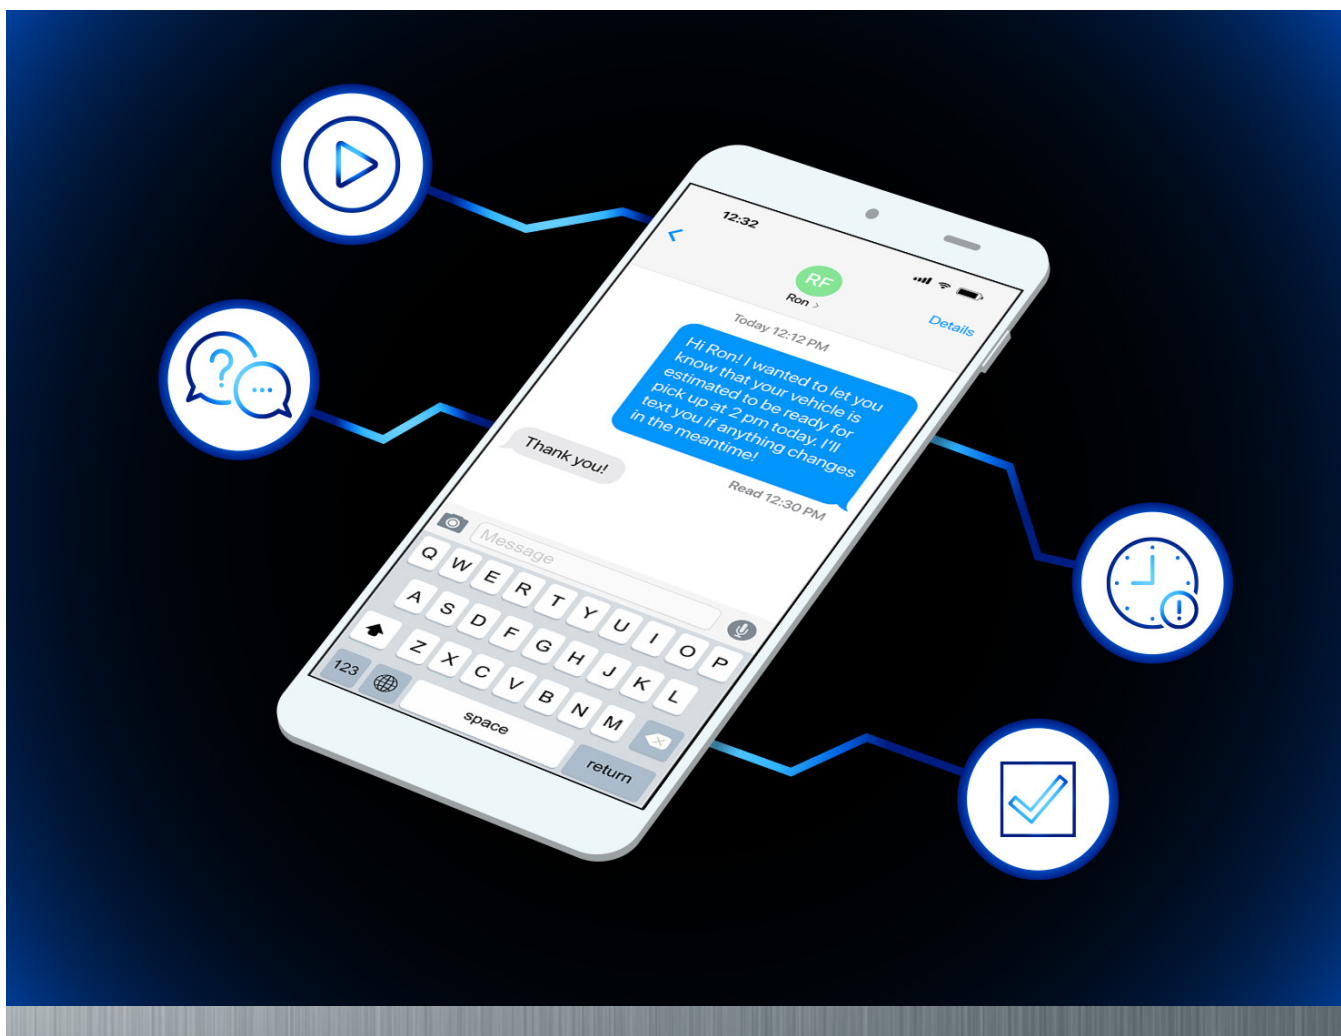 12:32
RF
Ron >
Details
Today 12:12 PM
Hi Ron! I wanted to let you
know that your vehicle is
estimated to be ready for
pick up at 2 pm today. I'll
text you if anything changes
in the meantime!
Read 12:30 PM
Thank you!
Message
Q W E R T Y U I O P
A S D F G H J K L
Z X C V B N M
123
space
return